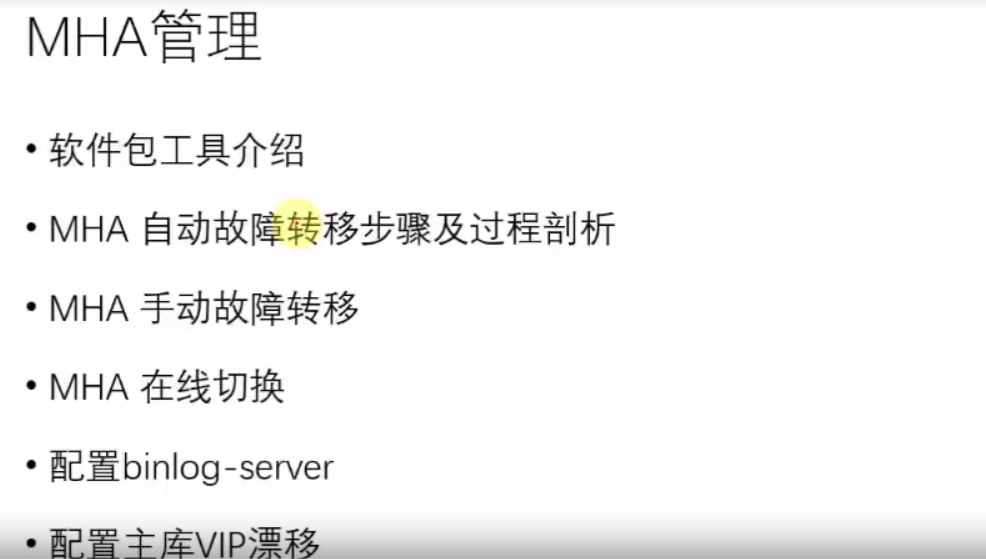 MHA管理
• 软件包工具介绍
• MHA 自动故障转移步骤及过程剖析
• MHA 手动故障转移
• MHA 在线切换
• 配置binlog-server
• 配置主库VIP漂移